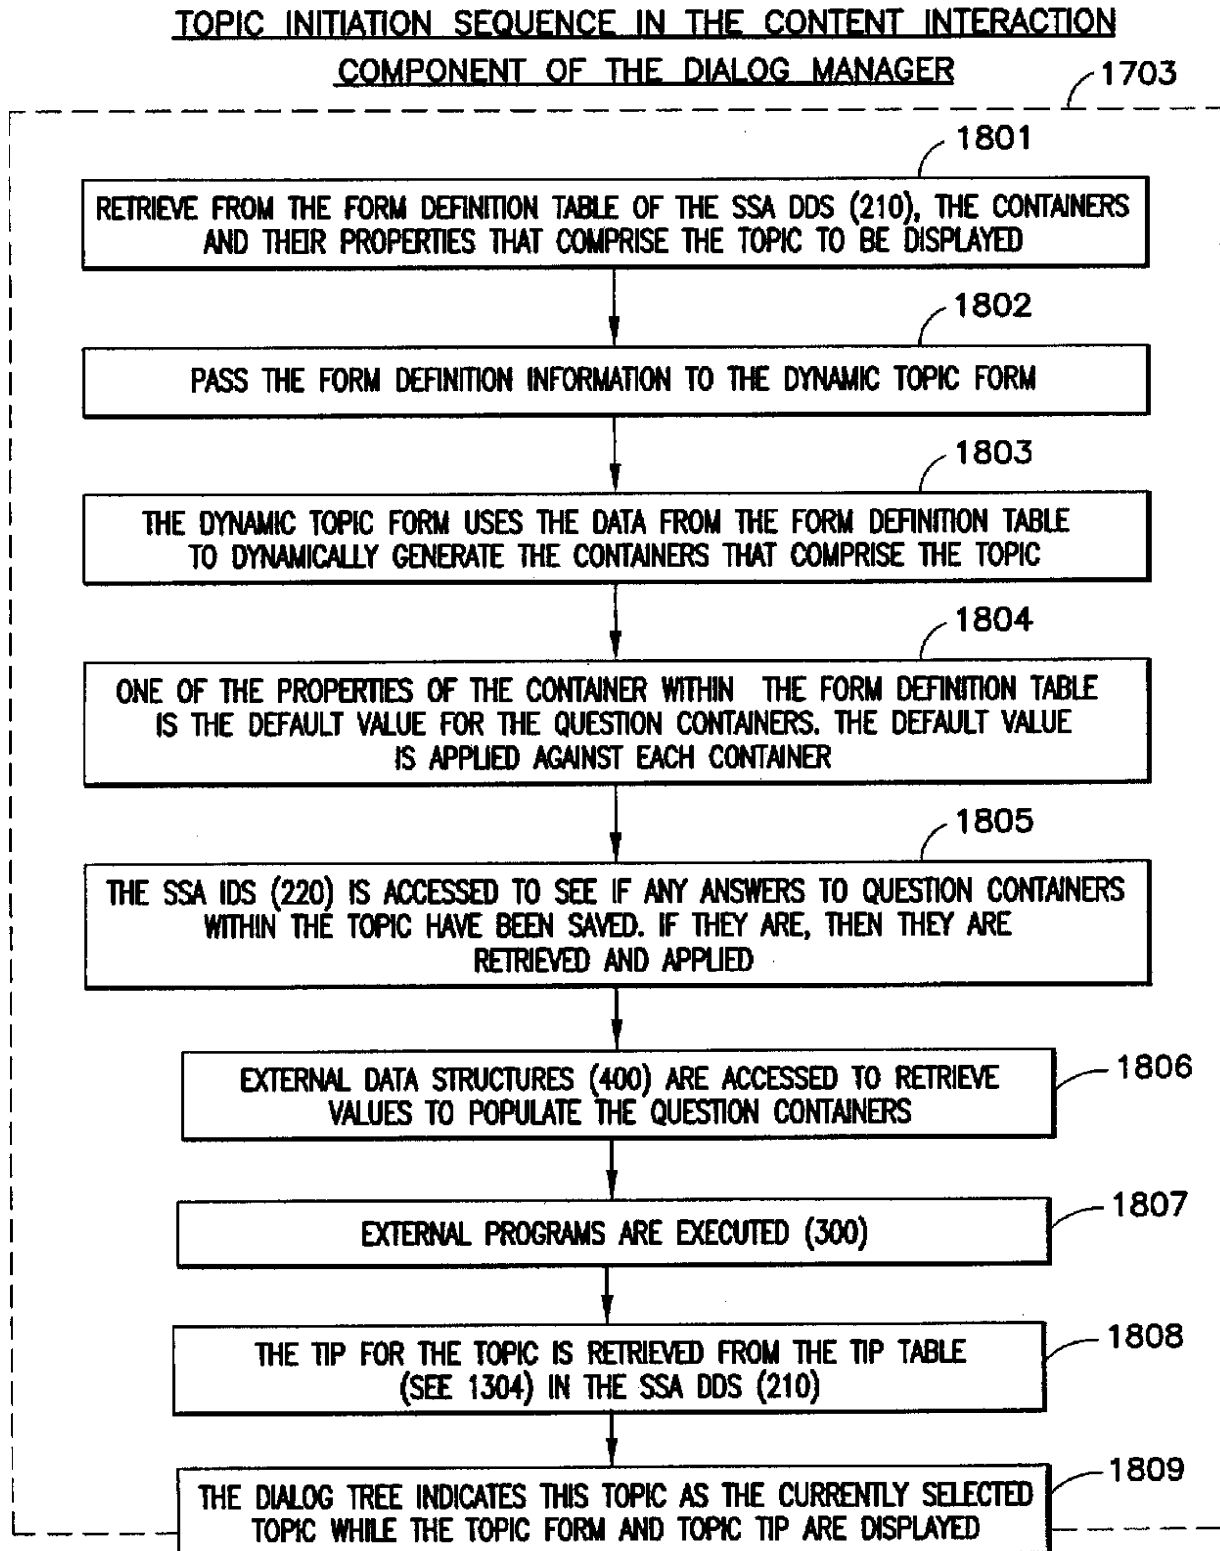 TOPIC INITIATION SEQUENCE IN THE CONTENT INTERACTION
COMPONENT OF THE DIALOG MANAGER
1703
1801
RETRIEVE FROM THE FORM DEFINITION TABLE OF THE SSA DDS (210), THE CONTAINERS
AND THEIR PROPERTIES THAT COMPRISE THE TOPIC TO BE DISPLAYED
1802
PASS THE FORM DEFINITION INFORMATION TO THE DYNAMIC TOPIC FORM
1803
THE DYNAMIC TOPIC FORM USES THE DATA FROM THE FORM DEFINITION TABLE
TO DYNAMICALLY GENERATE THE CONTAINERS THAT COMPRISE THE TOPIC
1804
ONE OF THE PROPERTIES OF THE CONTAINER WITHIN THE FORM DEFINITION TABLE
IS THE DEFAULT VALUE FOR THE QUESTION CONTAINERS. THE DEFAULT VALUE
IS APPLIED AGAINST EACH CONTAINER
1805
THE SSA IDS (220) IS ACCESSED TO SEE IF ANY ANSWERS TO QUESTION CONTAINERS
WITHIN THE TOPIC HAVE BEEN SAVED. IF THEY ARE, THEN THEY ARE
RETRIEVED AND APPLIED
1806
EXTERNAL DATA STRUCTURES (400) ARE ACCESSED TO RETRIEVE
VALUES TO POPULATE THE QUESTION CONTAINERS
1807
EXTERNAL PROGRAMS ARE EXECUTED (300)
1808
THE TIP FOR THE TOPIC IS RETRIEVED FROM THE TIP TABLE
(SEE 1304) IN THE SSA DDS (210)
1809
THE DIALOG TREE INDICATES THIS TOPIC AS THE CURRENTLY SELECTED
TOPIC WHILE THE TOPIC FORM AND TOPIC TIP ARE DISPLAYED